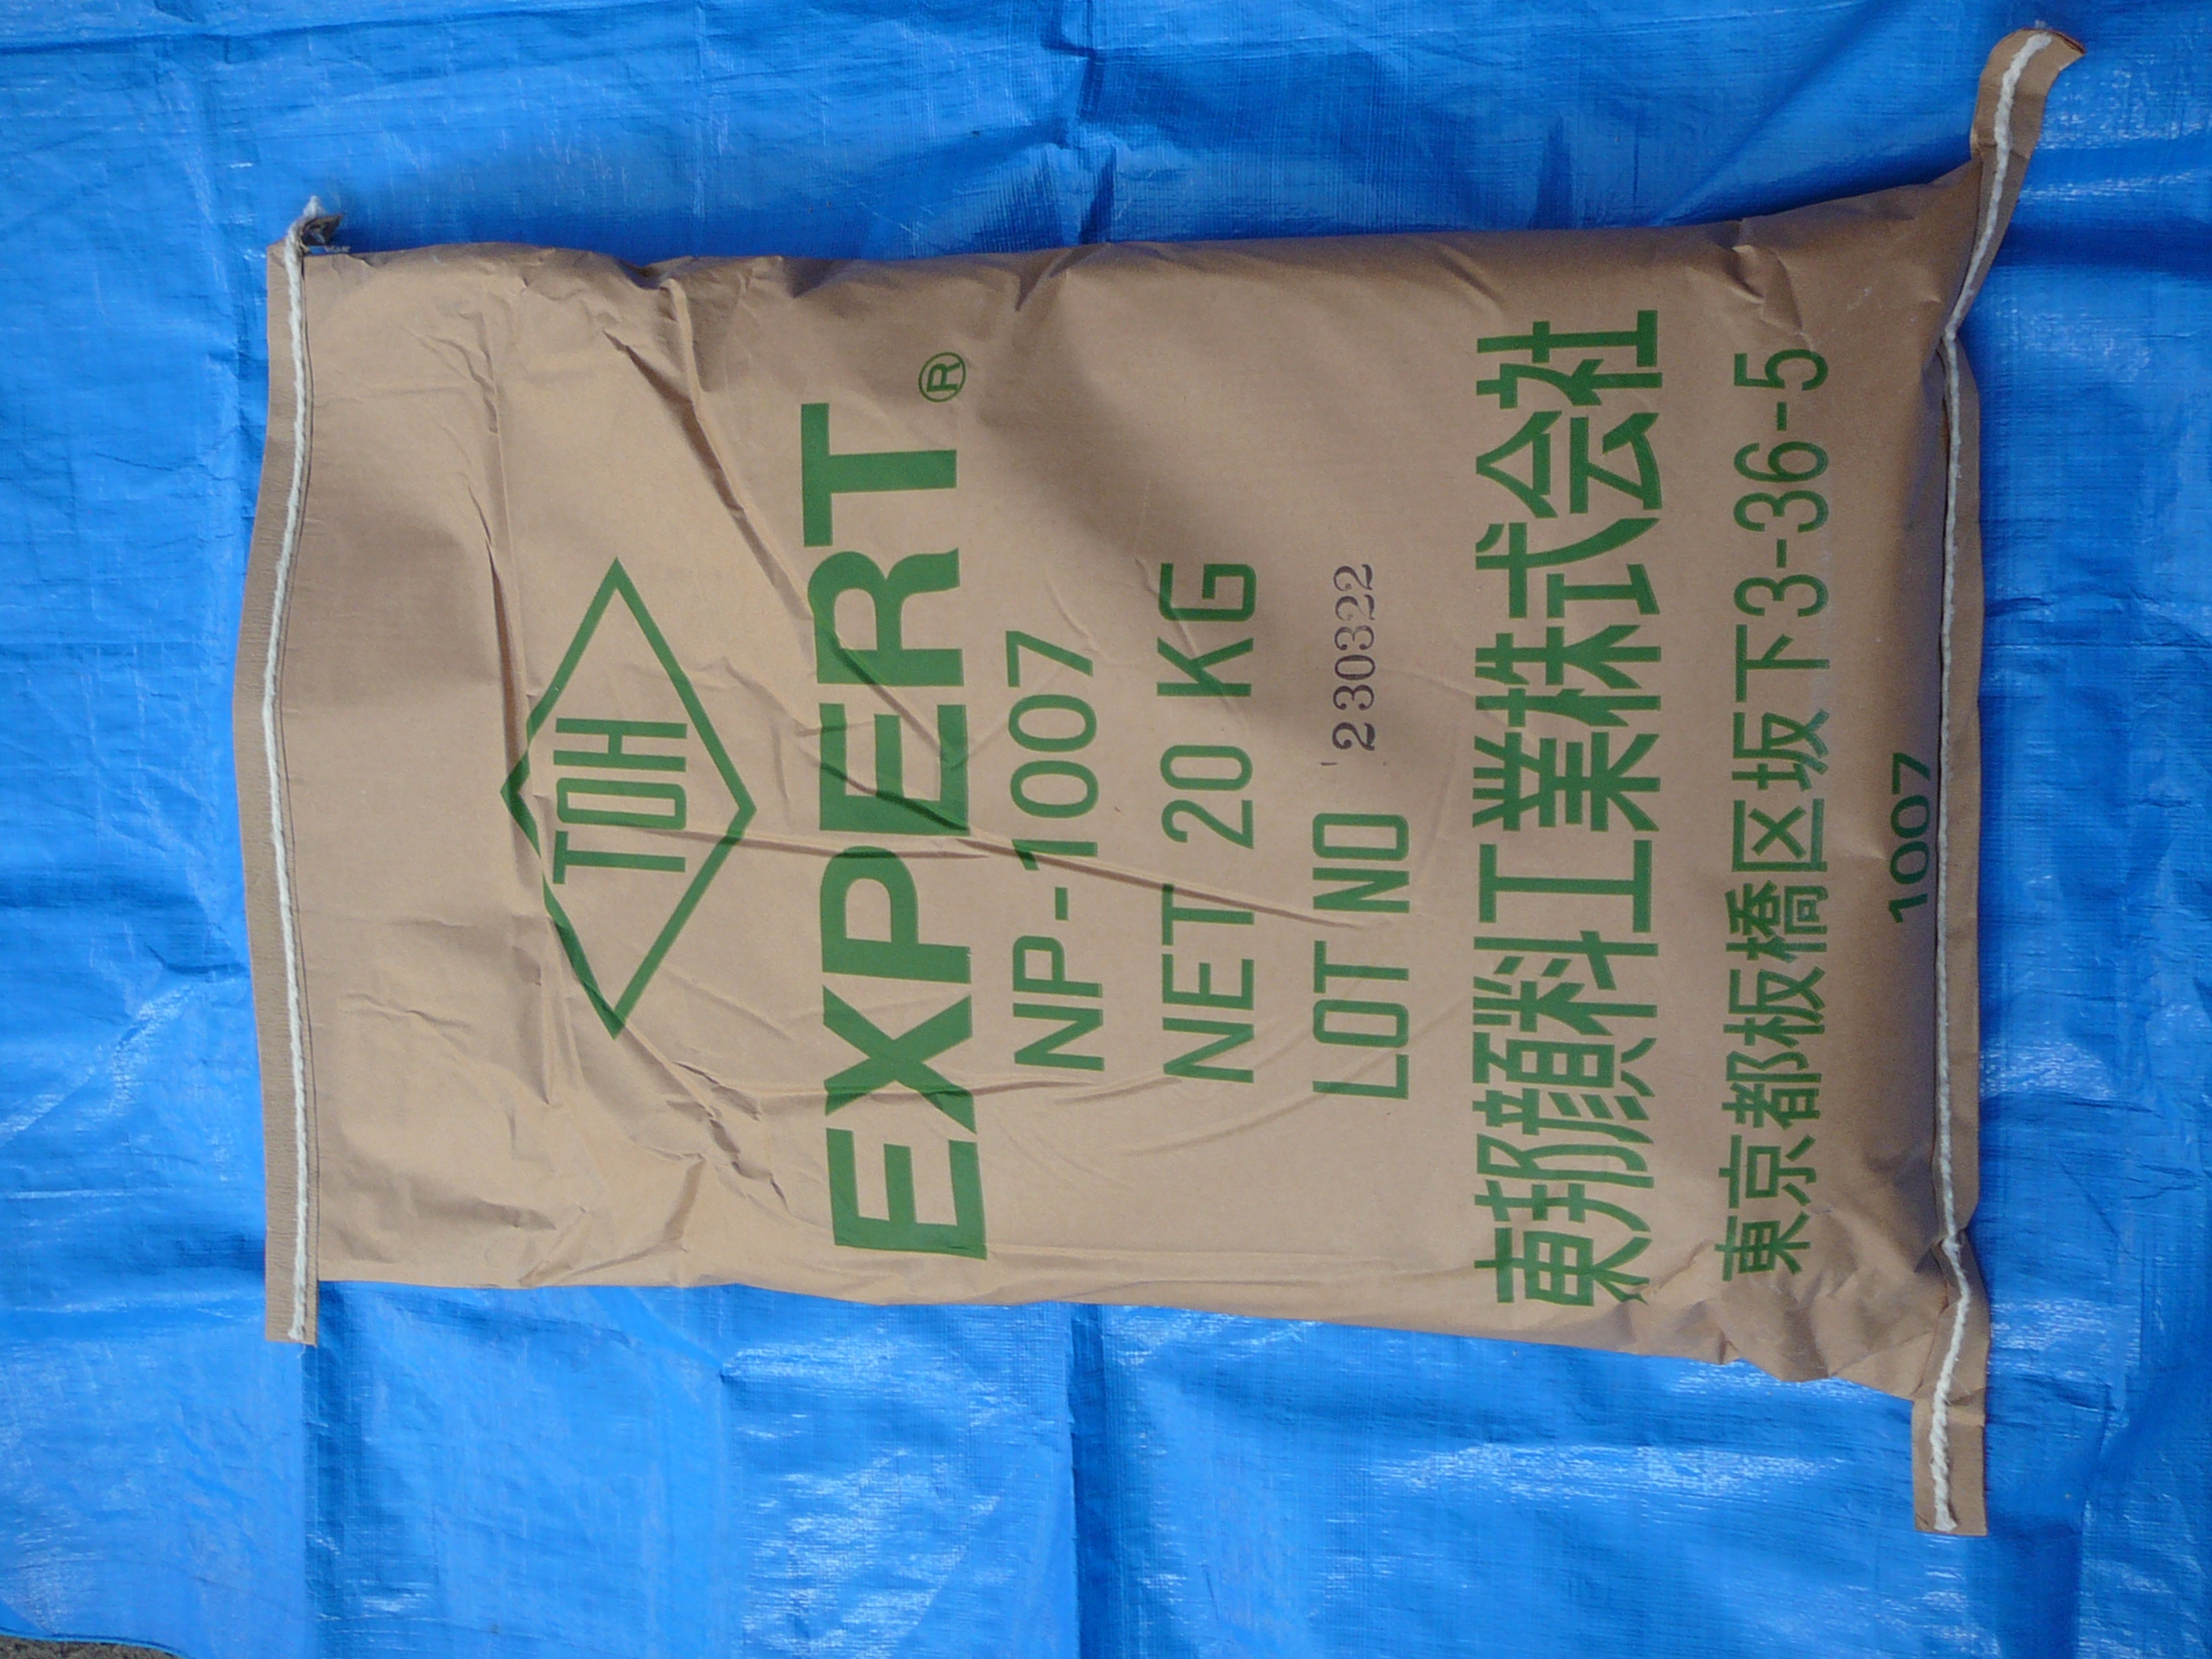 TOH
EXPERT®
NP-1007
NET 20 KG
LOT NO 230322
東邦顔料工業株式会社
東京都板橋区坂下3-36-5
1007